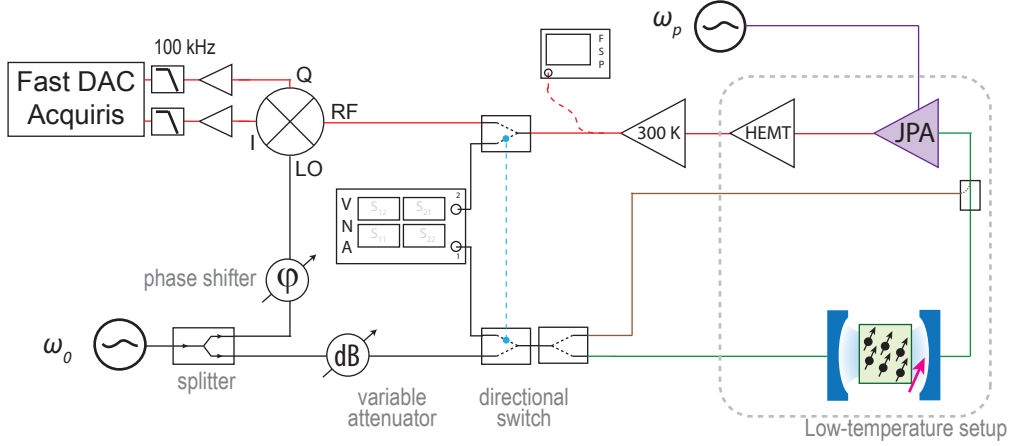 ω_p
100 kHz
F
S
P
Fast DAC
Acquiris
Q
I
RF
LO
300 K
HEMT
JPA
V
N
A
S₁₂
S₂₁
S₁₁
S₂₂
2
1
phase shifter
φ
ω_0
splitter
dB
variable
attenuator
directional
switch
Low-temperature setup